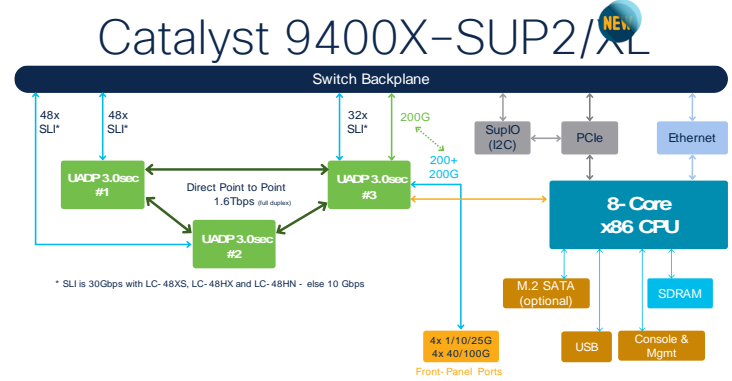 Catalyst 9400X-SUP2/XL
NEW
Switch Backplane
48x
SLI*
48x
SLI*
32x
SLI*
200G
200+
200G
SupIO
(I2C)
PCIe
Ethernet
UADP 3.0sec
#1
Direct Point to Point
1.6Tbps (full duplex)
UADP 3.0sec
#3
UADP 3.0sec
#2
8-Core
x86 CPU
* SLI is 30Gbps with LC-48XS, LC-48HX and LC-48HN - else 10 Gbps
M.2 SATA
(optional)
SDRAM
USB
Console &
Mgmt
4x 1/10/25G
4x 40/100G
Front-Panel Ports